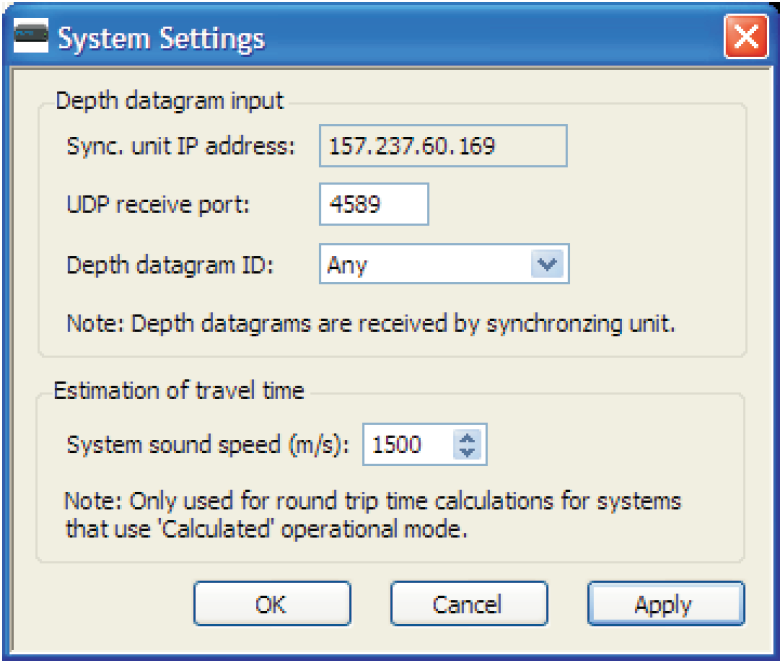 System Settings
Depth datagram input
Sync. unit IP address: 157.237.60.169
UDP receive port: 4589
Depth datagram ID: Any
Note: Depth datagrams are received by synchronzing unit.
Estimation of travel time
System sound speed (m/s): 1500
Note: Only used for round trip time calculations for systems
that use 'Calculated' operational mode.
OK Cancel Apply